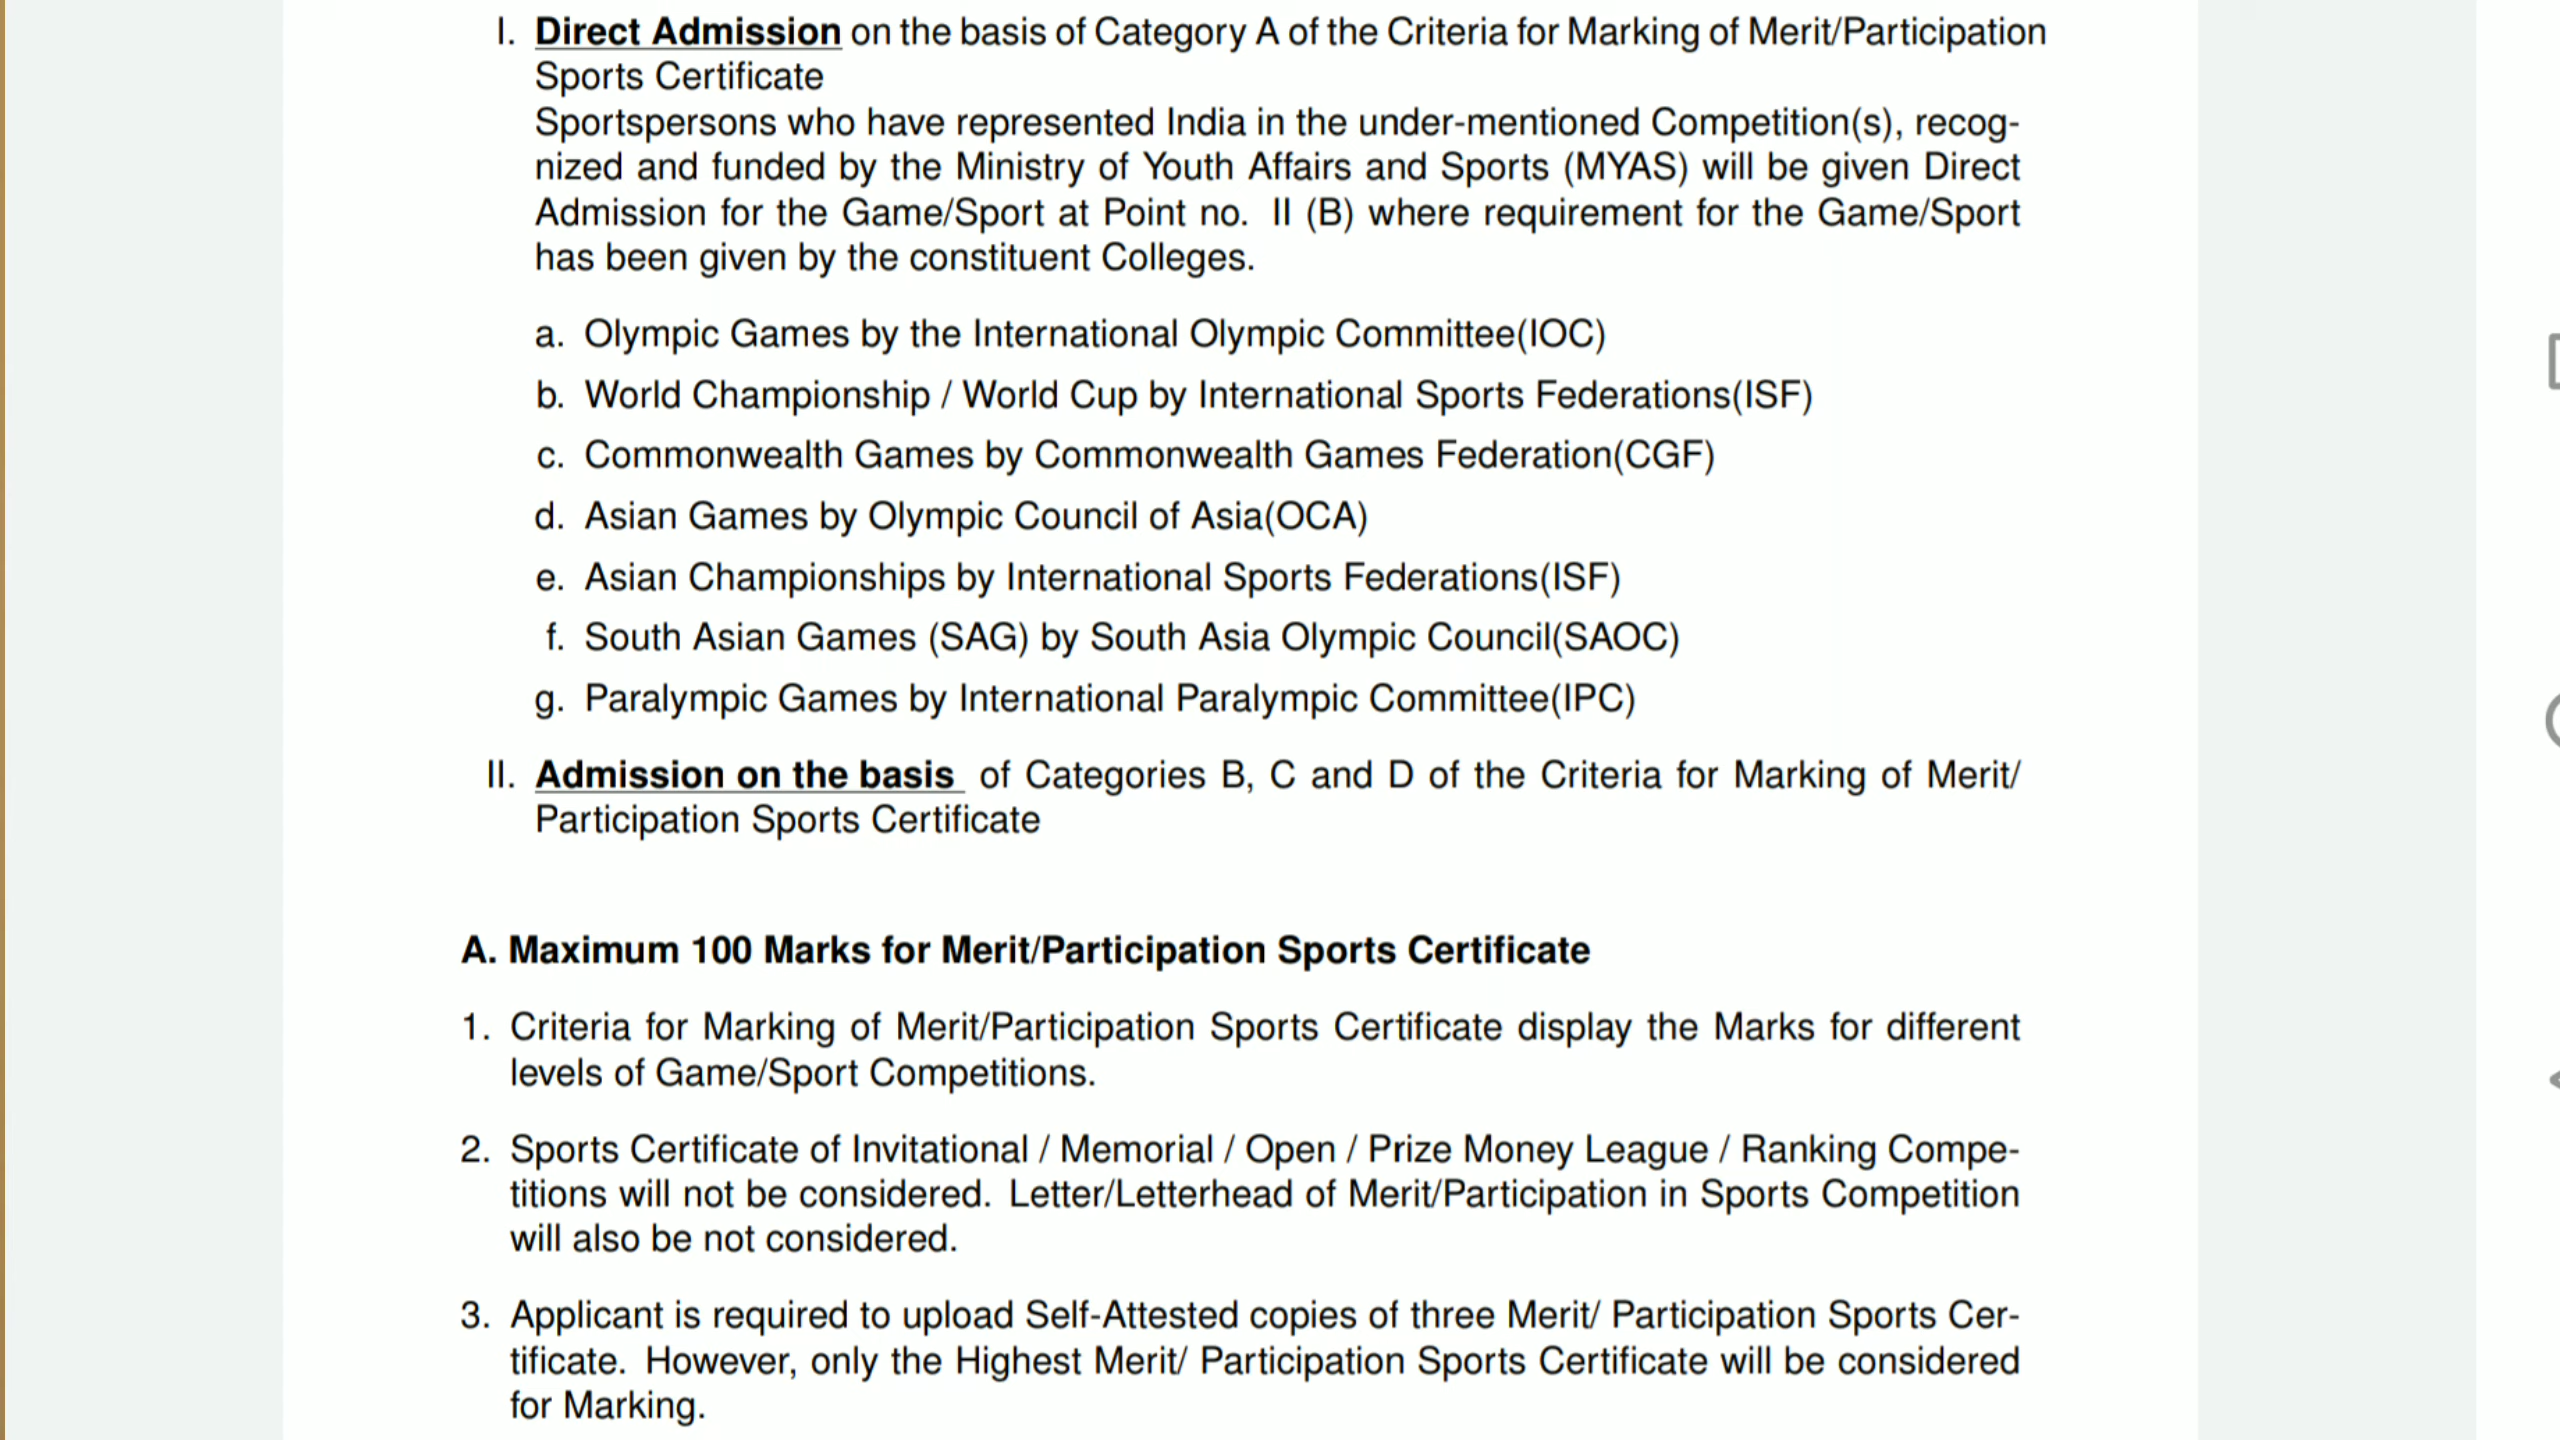 I. Direct Admission on the basis of Category A of the Criteria for Marking of Merit/Participation
Sports Certificate
Sportspersons who have represented India in the under-mentioned Competition(s), recog-
nized and funded by the Ministry of Youth Affairs and Sports (MYAS) will be given Direct
Admission for the Game/Sport at Point no. II (B) where requirement for the Game/Sport
has been given by the constituent Colleges.
a. Olympic Games by the International Olympic Committee(IOC)
b. World Championship / World Cup by International Sports Federations(ISF)
c. Commonwealth Games by Commonwealth Games Federation(CGF)
d. Asian Games by Olympic Council of Asia(OCA)
e. Asian Championships by International Sports Federations(ISF)
f. South Asian Games (SAG) by South Asia Olympic Council(SAOC)
g. Paralympic Games by International Paralympic Committee(IPC)
II. Admission on the basis of Categories B, C and D of the Criteria for Marking of Merit/
Participation Sports Certificate
A. Maximum 100 Marks for Merit/Participation Sports Certificate
1. Criteria for Marking of Merit/Participation Sports Certificate display the Marks for different
levels of Game/Sport Competitions.
2. Sports Certificate of Invitational / Memorial / Open / Prize Money League / Ranking Compe-
titions will not be considered. Letter/Letterhead of Merit/Participation in Sports Competition
will also be not considered.
3. Applicant is required to upload Self-Attested copies of three Merit/ Participation Sports Cer-
tificate. However, only the Highest Merit/ Participation Sports Certificate will be considered
for Marking.